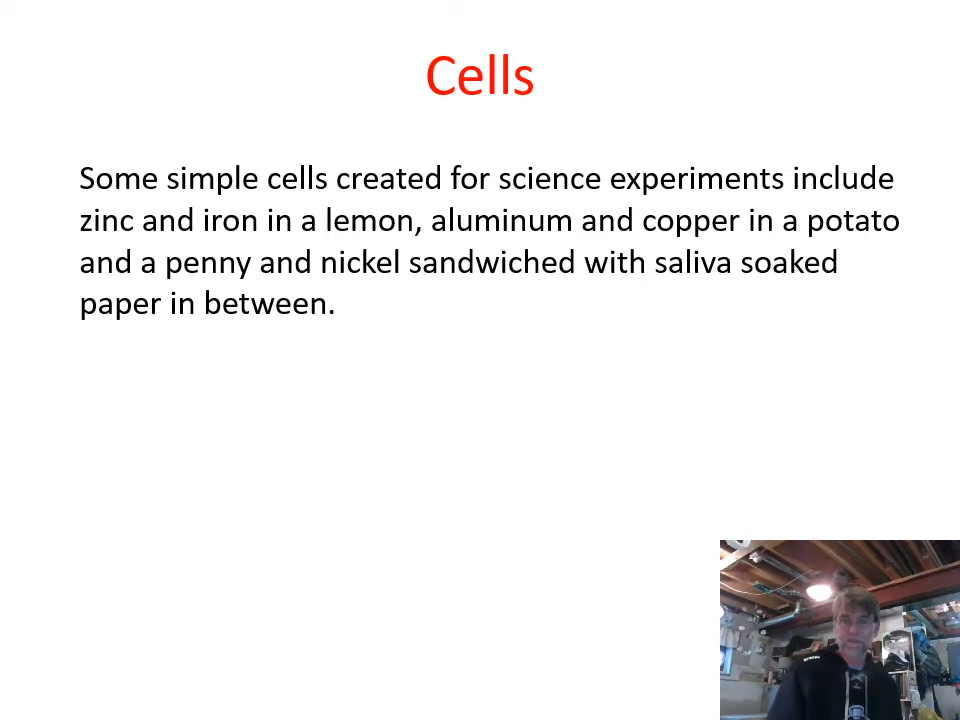 Cells
Some simple cells created for science experiments include
zinc and iron in a lemon, aluminum and copper in a potato
and a penny and nickel sandwiched with saliva soaked
paper in between.